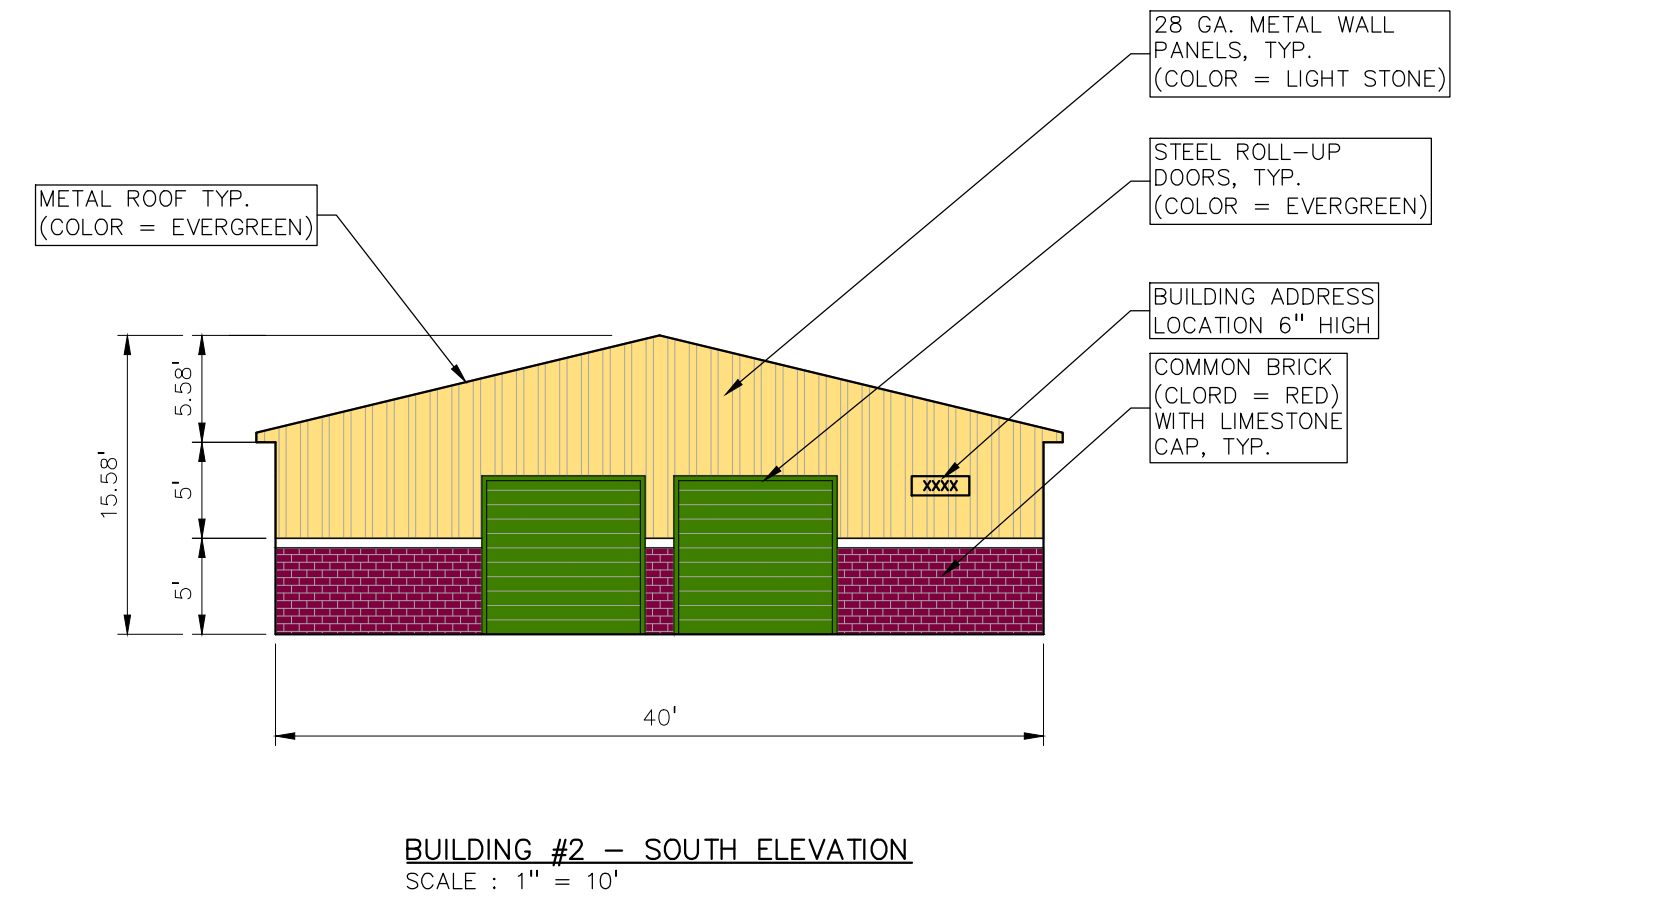 28 GA. METAL WALL
PANELS, TYP.
(COLOR = LIGHT STONE)
STEEL ROLL-UP
DOORS, TYP.
(COLOR = EVERGREEN)
METAL ROOF TYP.
(COLOR = EVERGREEN)
BUILDING ADDRESS
LOCATION 6" HIGH
COMMON BRICK
(CLORD = RED)
WITH LIMESTONE
CAP, TYP.
5.58'
15.58'
5'
5'
XXXX
40'
BUILDING #2 - SOUTH ELEVATION
SCALE : 1" = 10'